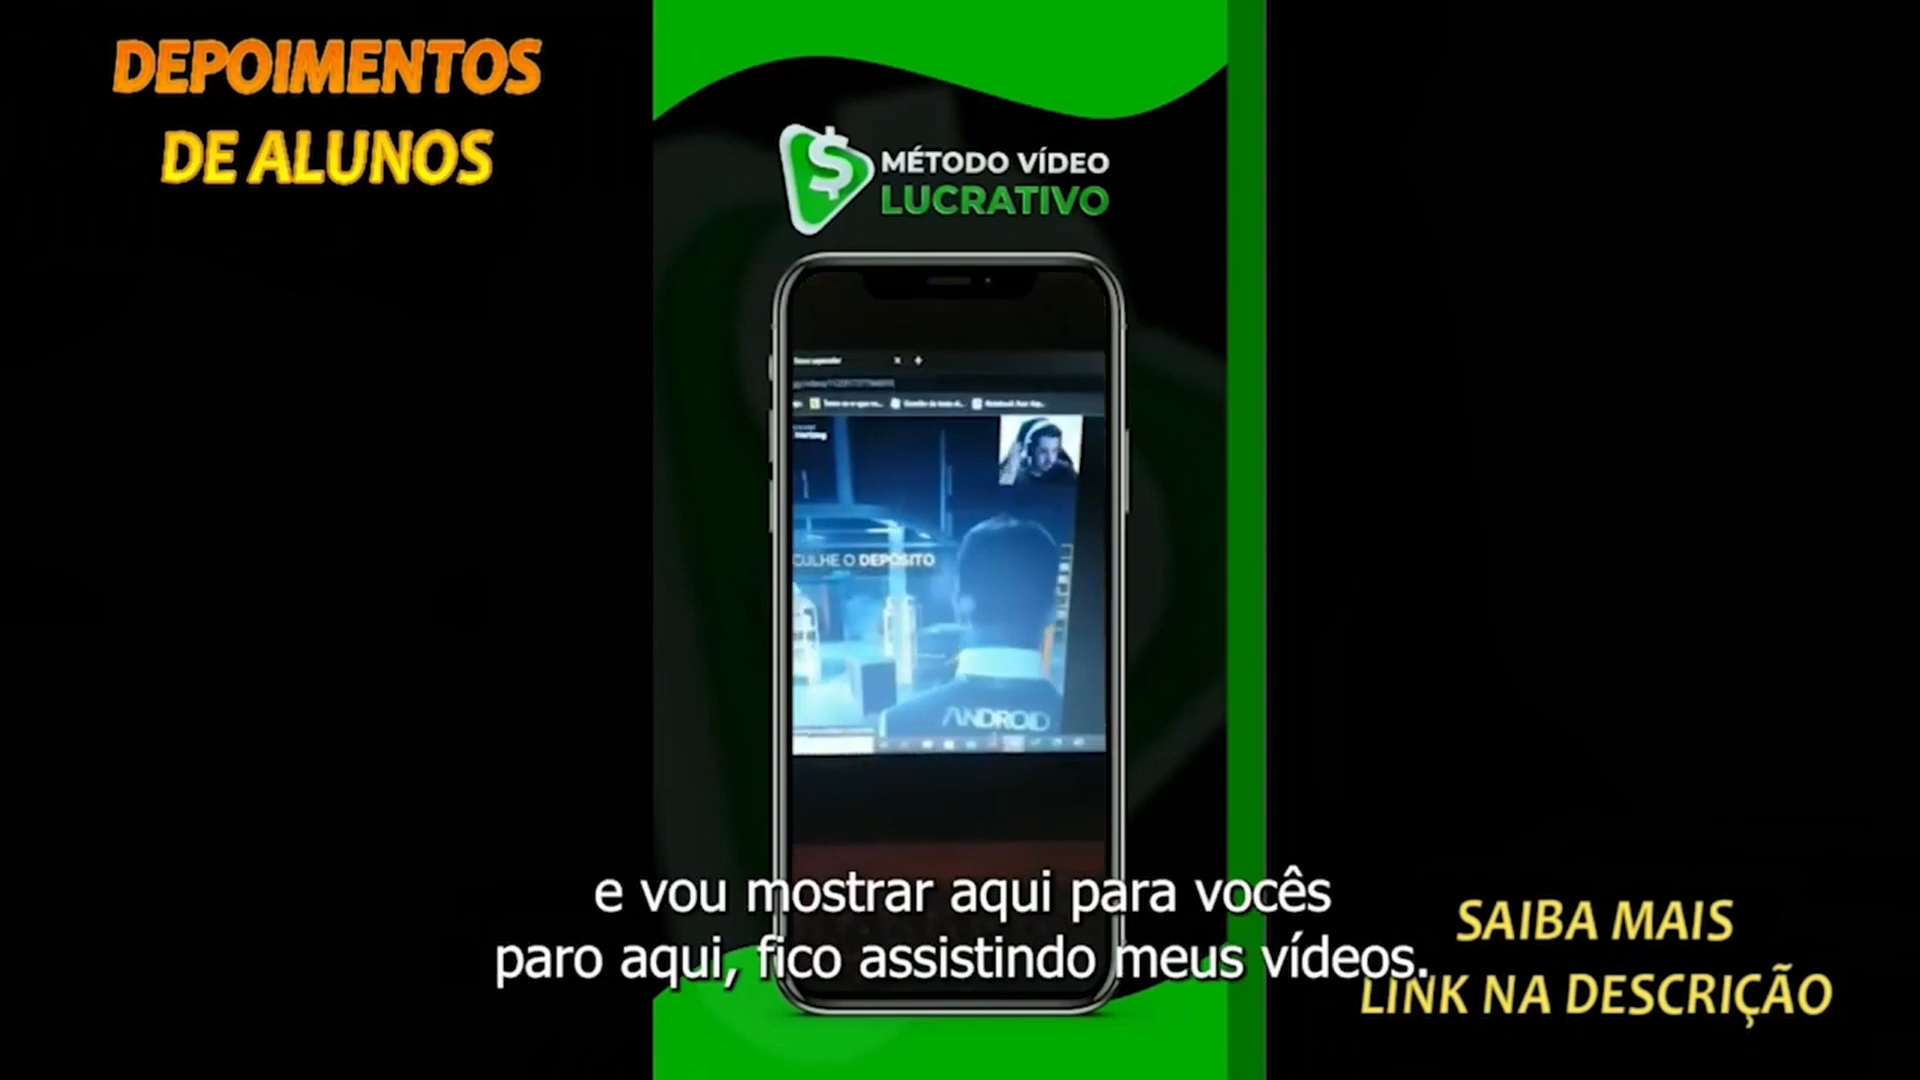 DEPOIMENTOS
DE ALUNOS
MÉTODO VÍDEO
LUCRATIVO
O DEPÓSITO
ANDROID
e vou mostrar aqui para vocês
paro aqui, fico assistindo meus vídeos.
SAIBA MAIS
LINK NA DESCRIÇÃO